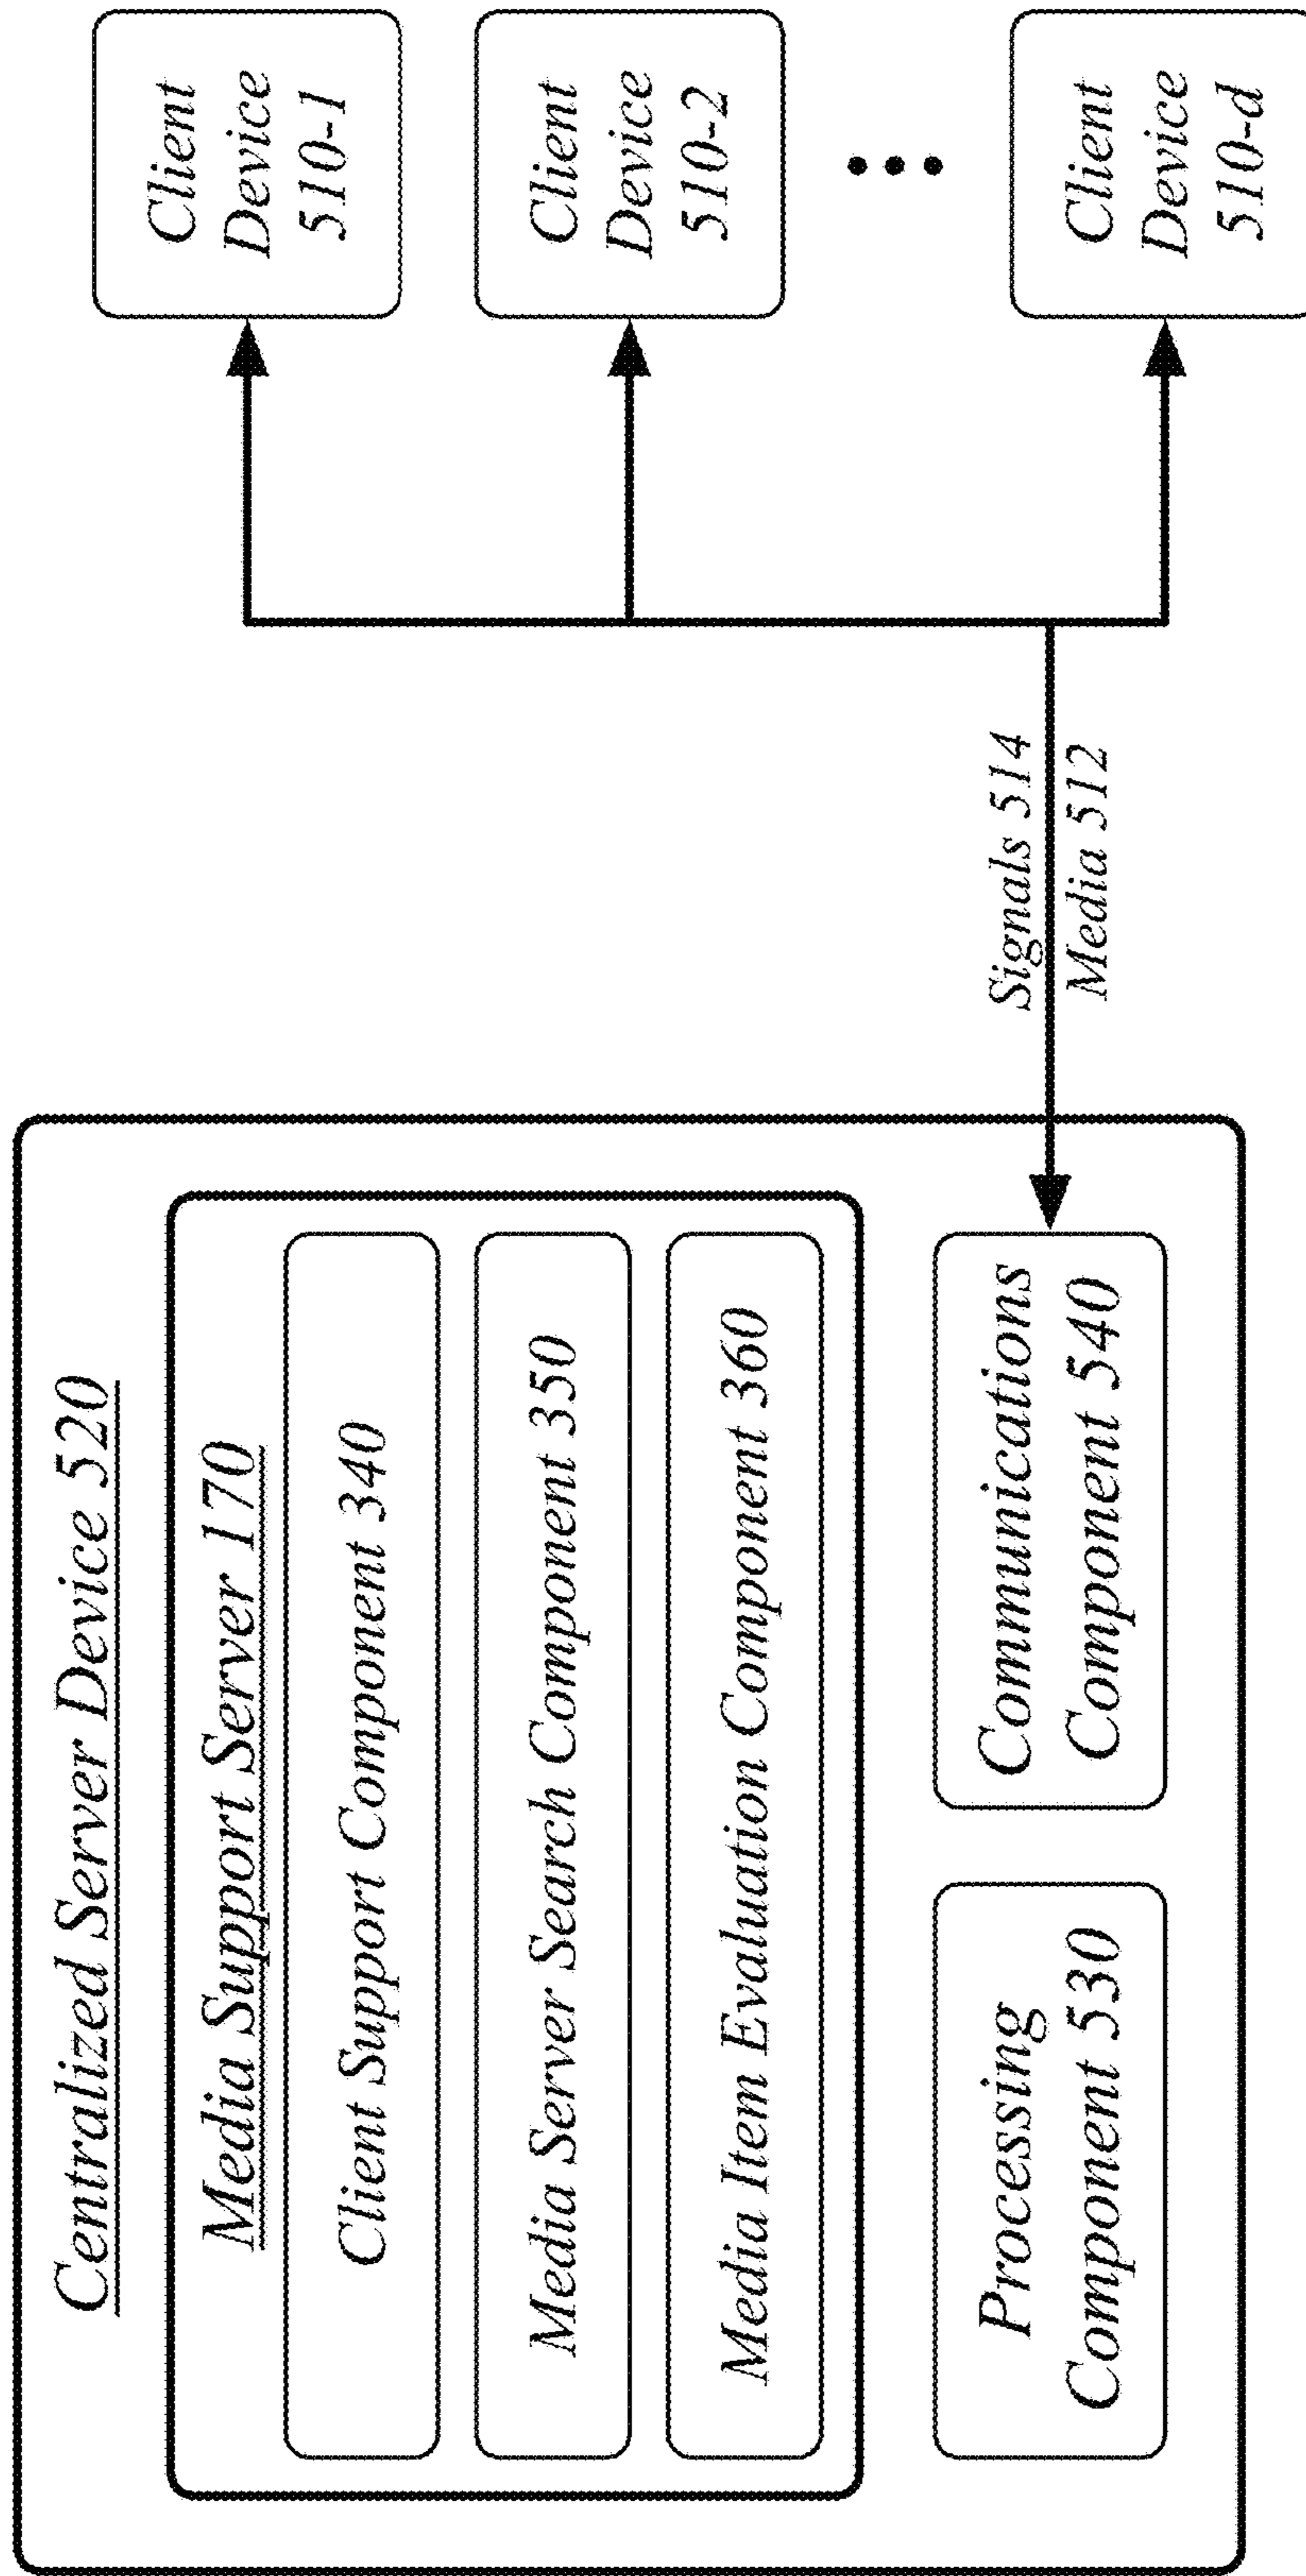 Centralized Server Device 520
Media Support Server 170
Client Support Component 340
Media Server Search Component 350
Media Item Evaluation Component 360
Processing
Component 530
Communications
Component 540
Signals 514
Media 512
Client
Device
510-1
Client
Device
510-2
Client
Device
510-d